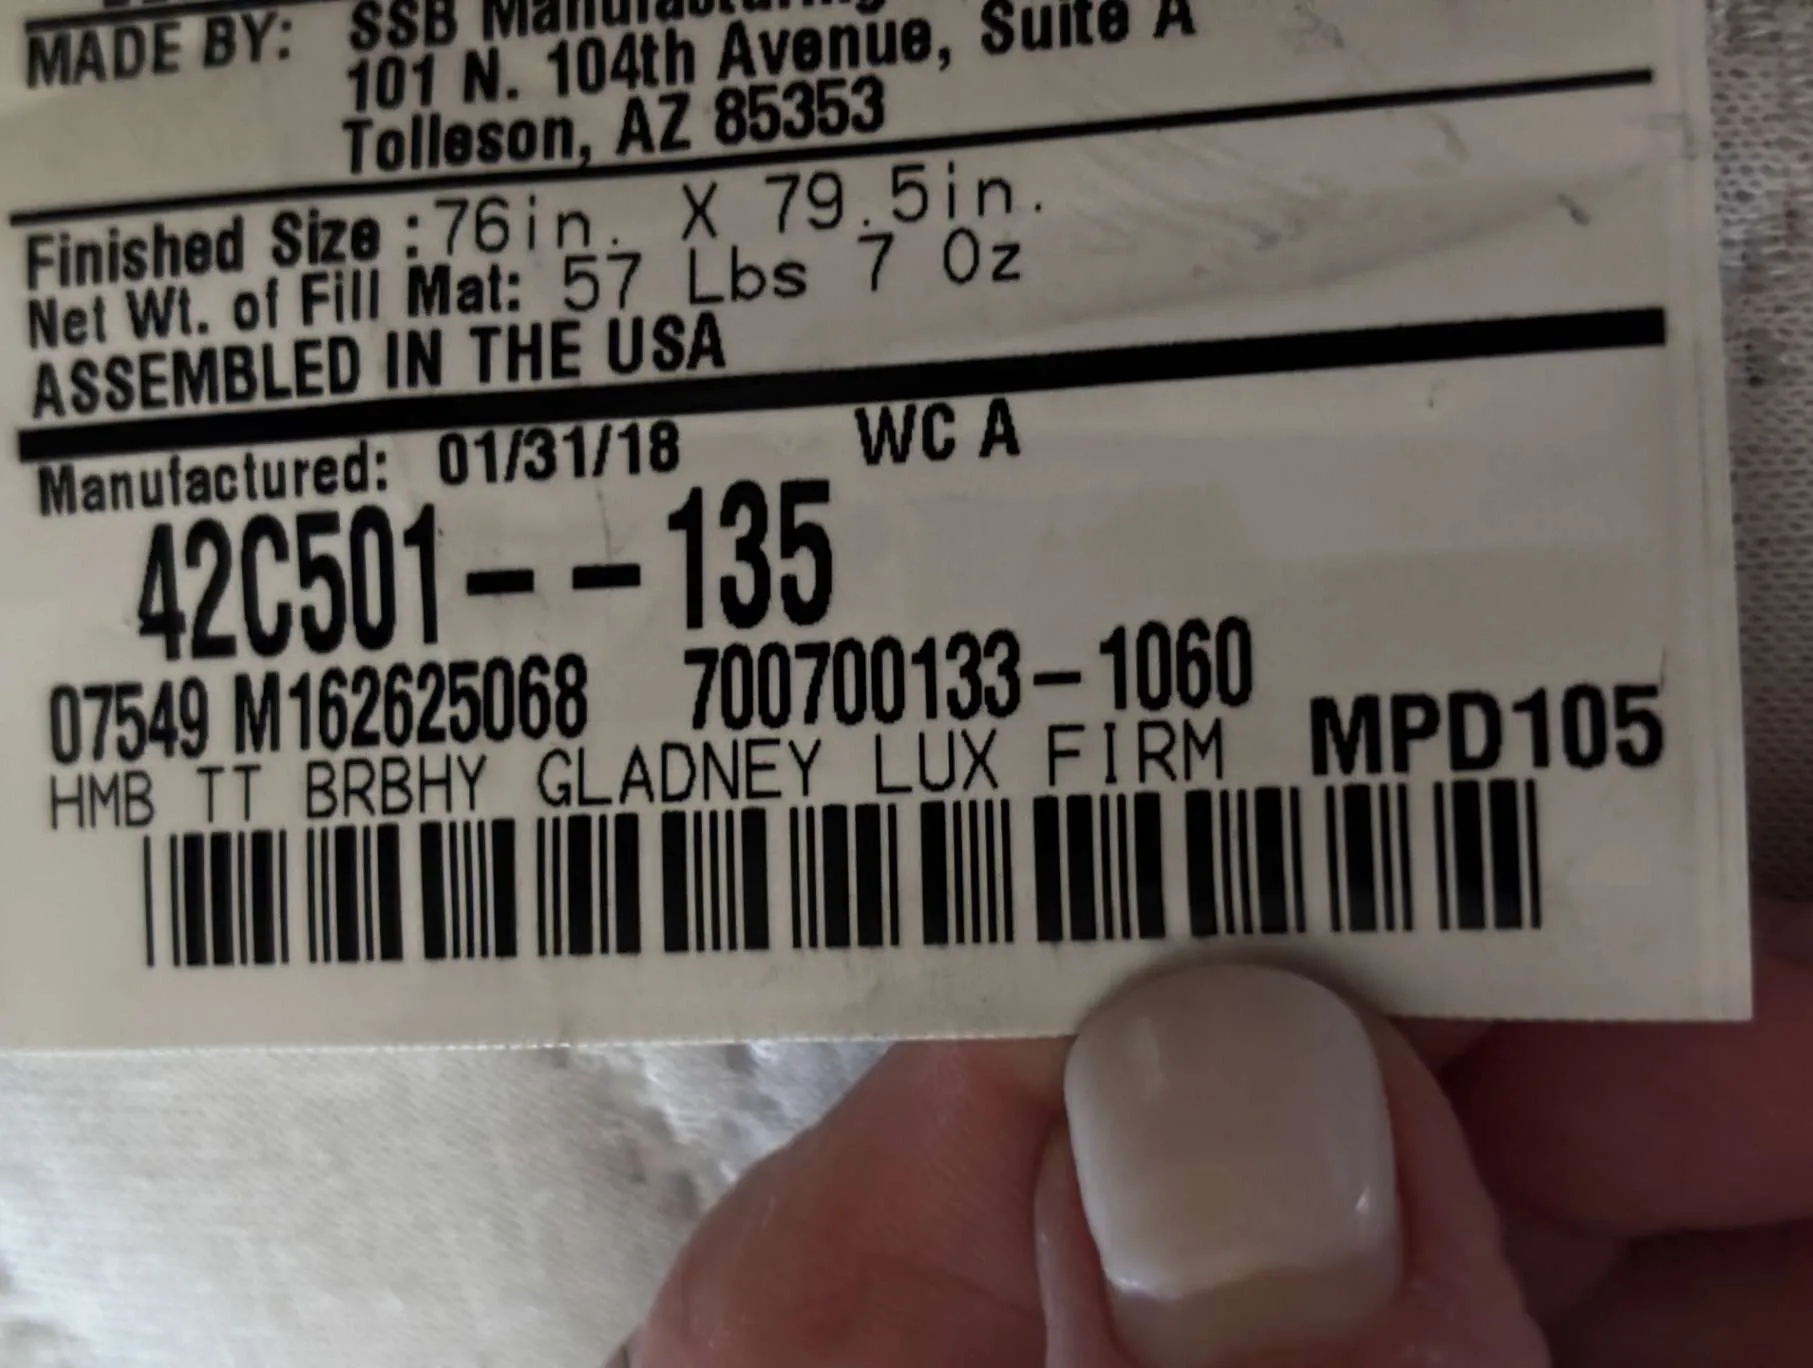 MADE BY: SSB Manufacturing
101 N. 104th Avenue, Suite A
Tolleson, AZ 85353
Finished Size : 76in. X 79.5in.
Net Wt. of Fill Mat: 57 Lbs 7 Oz
ASSEMBLED IN THE USA
Manufactured: 01/31/18 WC A
42C501--135
07549 M162625068 700700133-1060
HMB TT BRBHY GLADNEY LUX FIRM MPD105